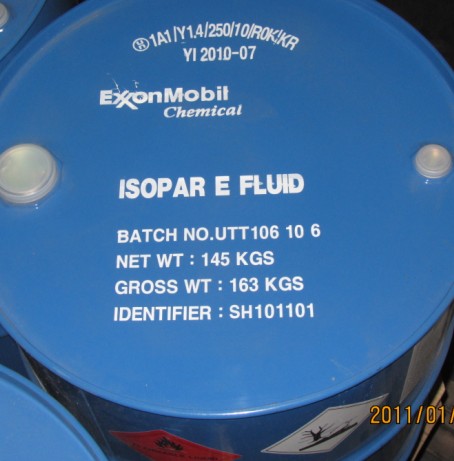 1A1/Y1.4/250/10/ROK/KR
YI 2010-07
ExxonMobil
Chemical
ISOPAR E FLUID
BATCH NO.UTT106 10 6
NET WT : 145 KGS
GROSS WT : 163 KGS
IDENTIFIER : SH101101
2011/01/